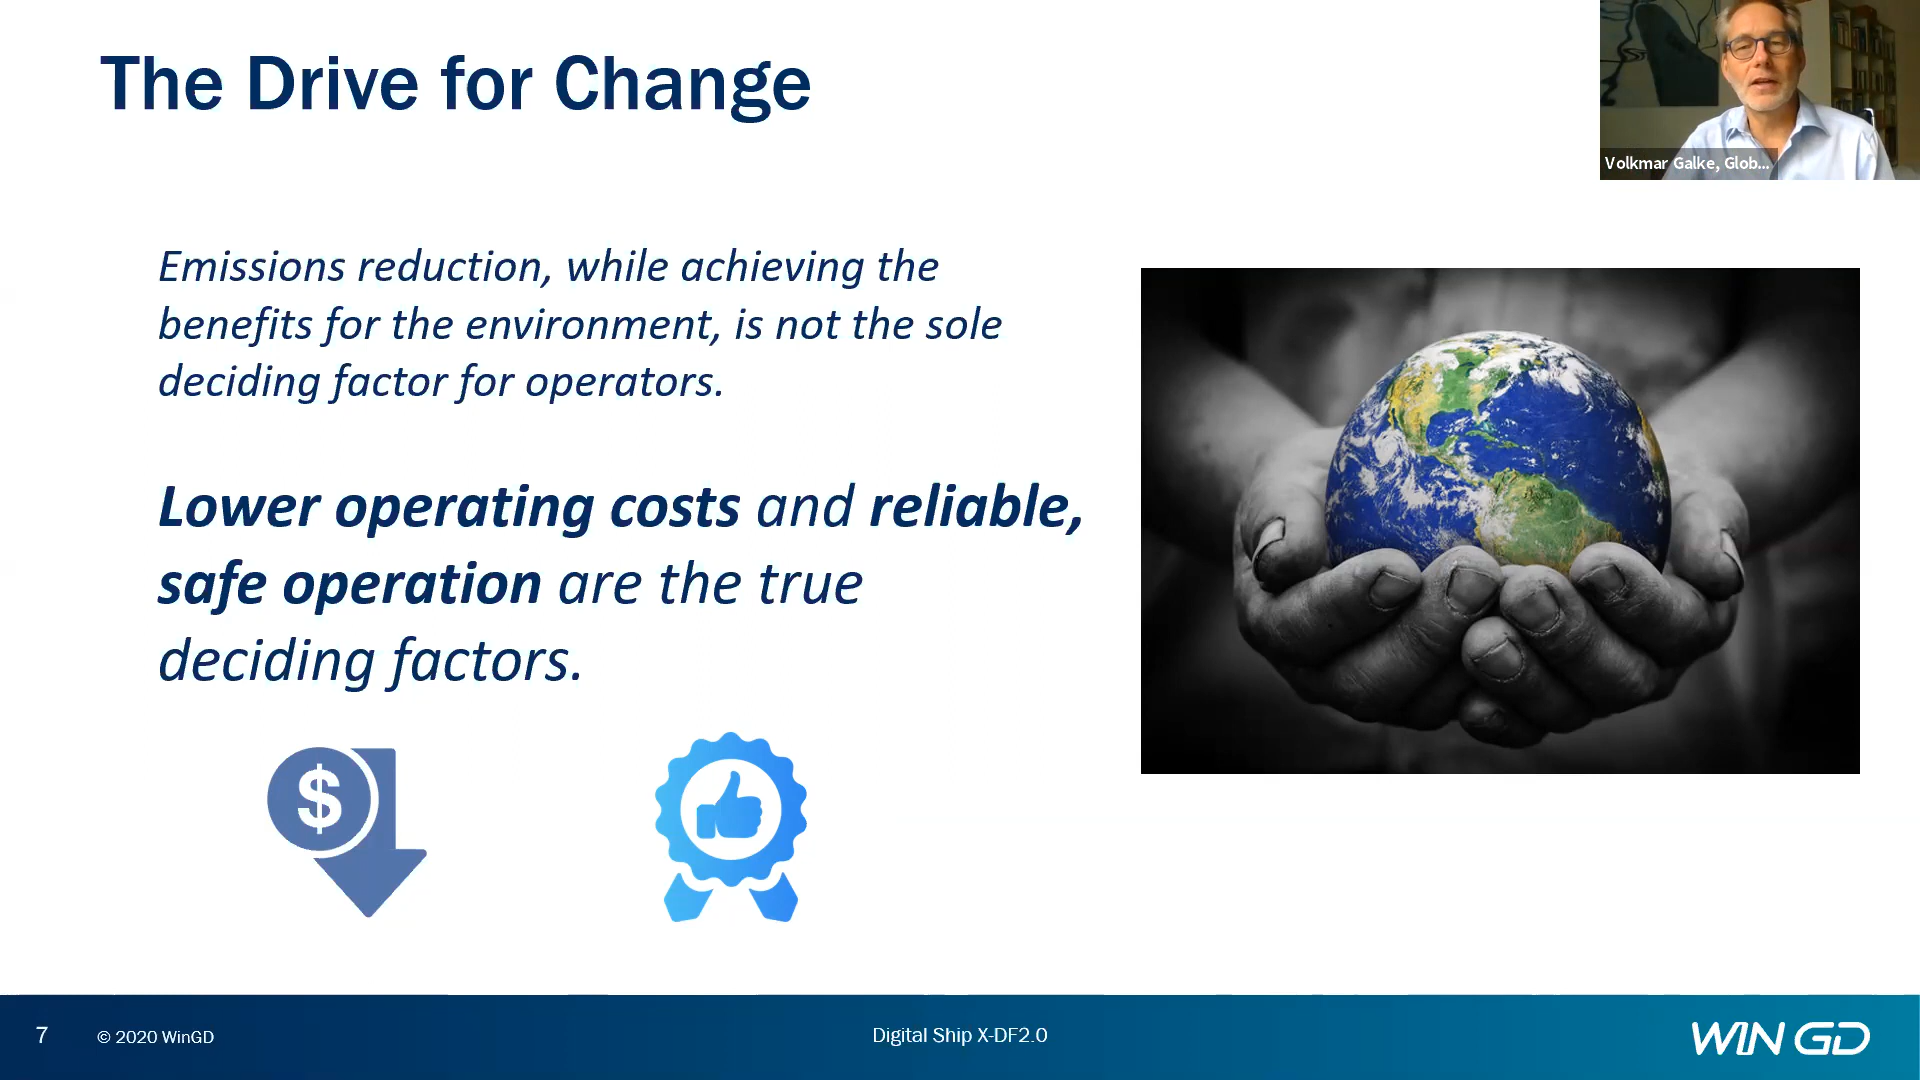 The Drive for Change
Volkmar Galke, Glob...
Emissions reduction, while achieving the
benefits for the environment, is not the sole
deciding factor for operators.
Lower operating costs and reliable,
safe operation are the true
deciding factors.
$
7
© 2020 WinGD
Digital Ship X-DF2.0
WIN GD